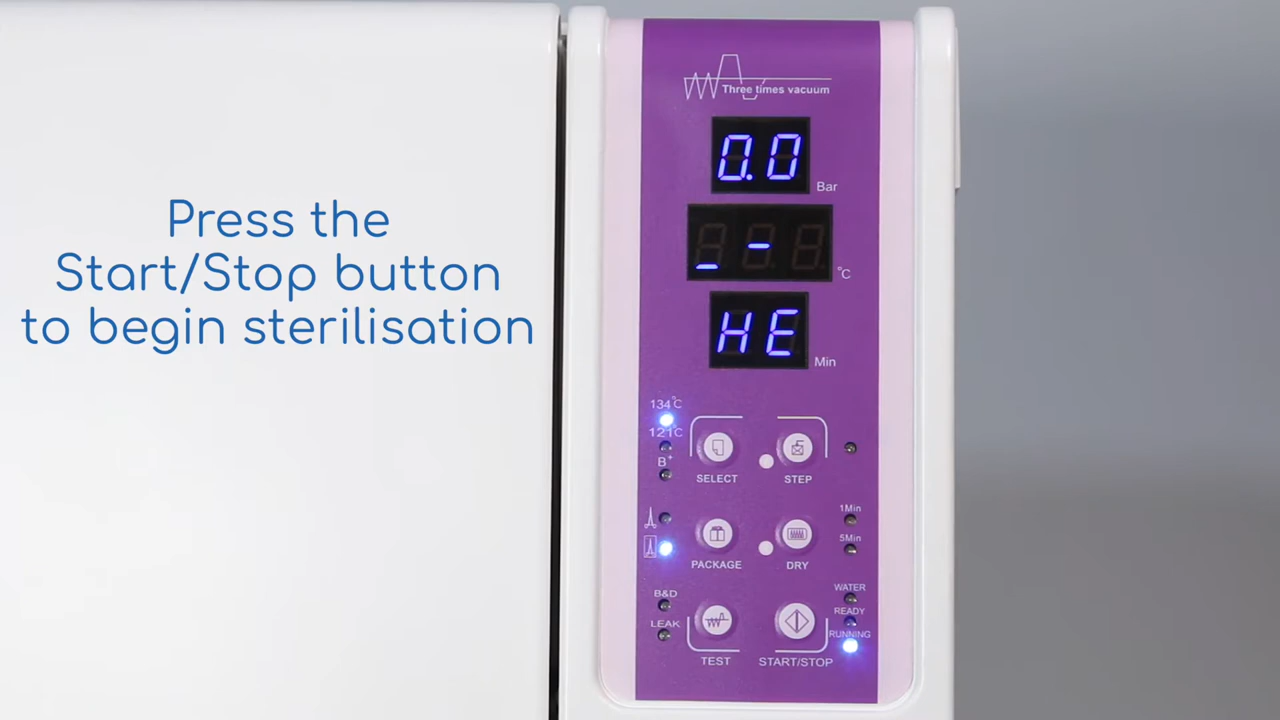 Press the
Start/Stop button
to begin sterilisation
Three times vacuum
0.0
Bar
_ -
°C
HE
Min
134°C
121°C
B+
SELECT
STEP
1Min
5Min
PACKAGE
DRY
WATER
B&D
READY
LEAK
RUNNING
TEST
START/STOP